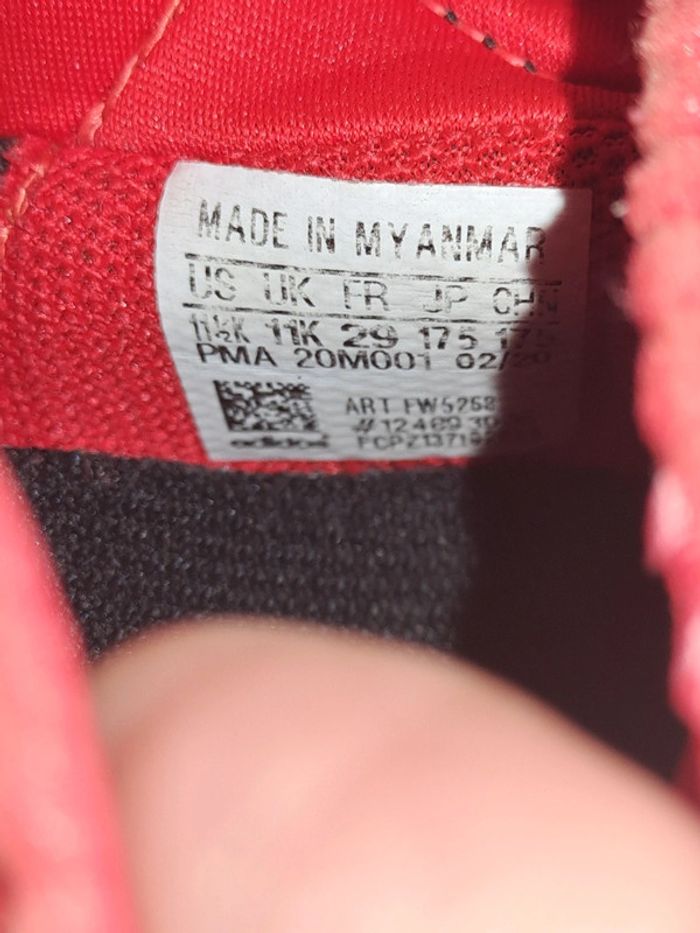 MADE IN MYANMAR
US UK FR JP CHN
11½K 11K 29 175 175
PMA 20M001 02/20
ART FW5258
adidas